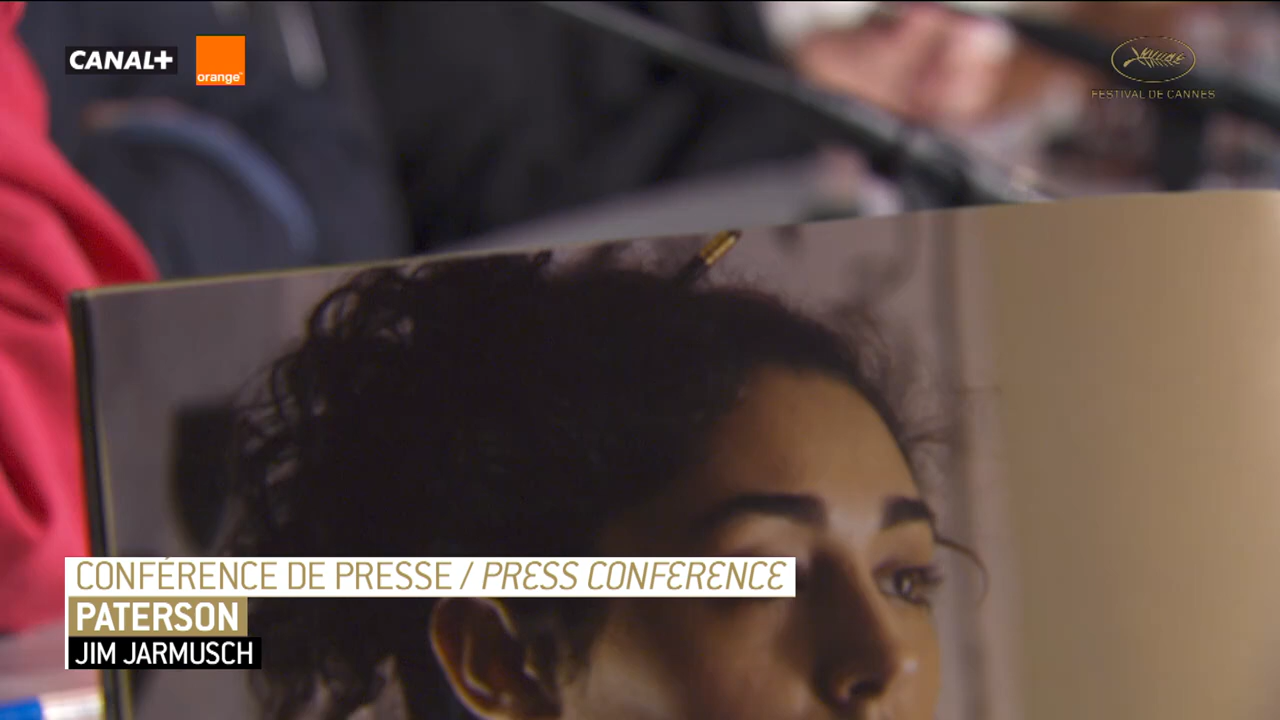 CANAL+
orange
FESTIVAL DE CANNES
CONFÉRENCE DE PRESSE / PRESS CONFERENCE
PATERSON
JIM JARMUSCH